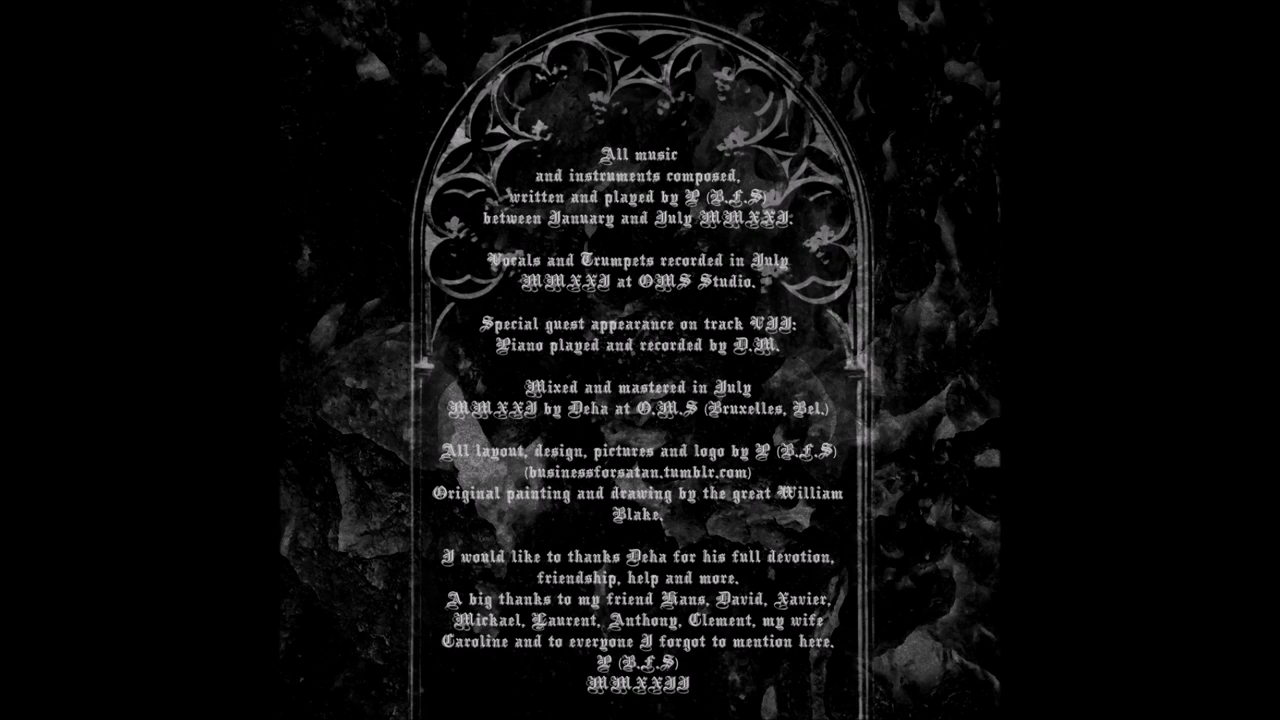 All music
and instruments composed,
written and played by P (B.F.S)
between January and July MMXXI.
Vocals and Trumpets recorded in July
MMXXI at OMS Studio.
Special guest appearance on track VII:
Piano played and recorded by D.M.
Mixed and mastered in July
MMXXI by Deha at O.M.S (Bruxelles, Bel.)
All layout, design, pictures and logo by P (B.F.S)
(businessforsatan.tumblr.com)
Original painting and drawing by the great William
Blake.
I would like to thanks Deha for his full devotion,
friendship, help and more.
A big thanks to my friend Hans, David, Xavier,
Mickael, Laurent, Anthony, Clement, my wife
Caroline and to everyone I forgot to mention here.
P (B.F.S)
MMXXII